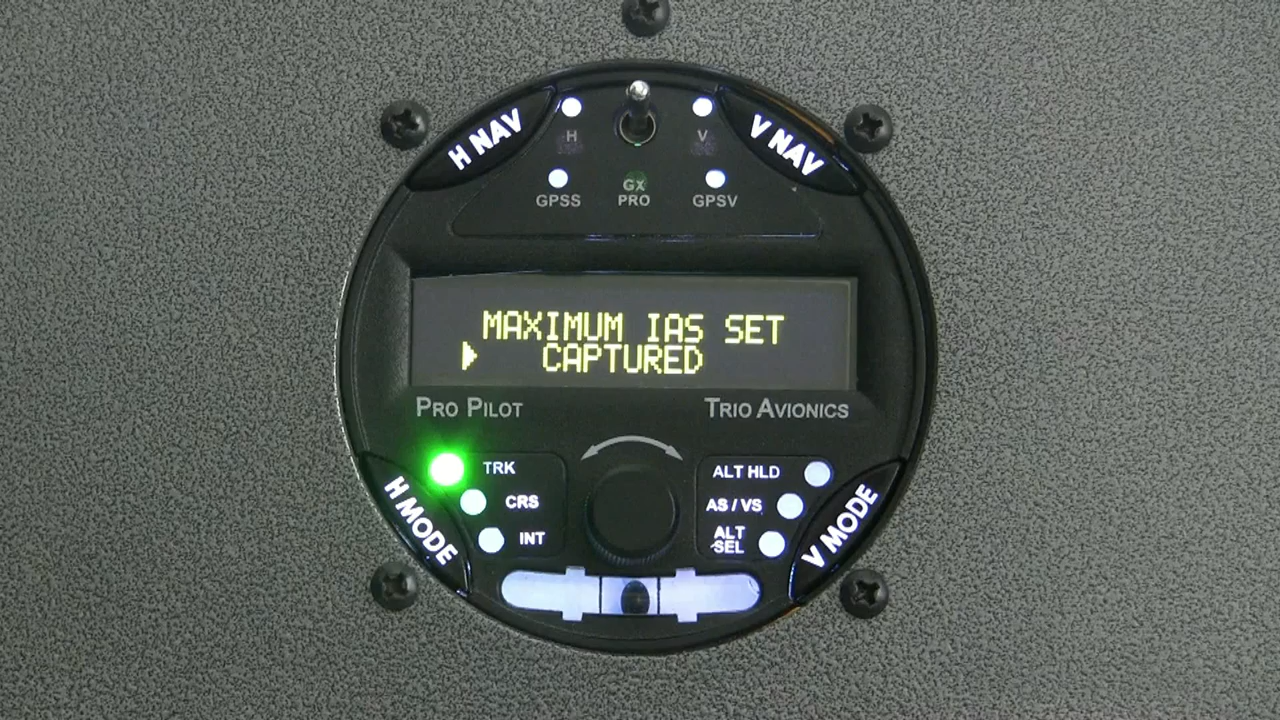 H NAV
H
V
V NAV
GPSS
GX
PRO
GPSV
MAXIMUM IAS SET
CAPTURED
PRO PILOT
TRIO AVIONICS
H MODE
TRK
CRS
INT
ALT HLD
AS / VS
ALT
SEL
V MODE